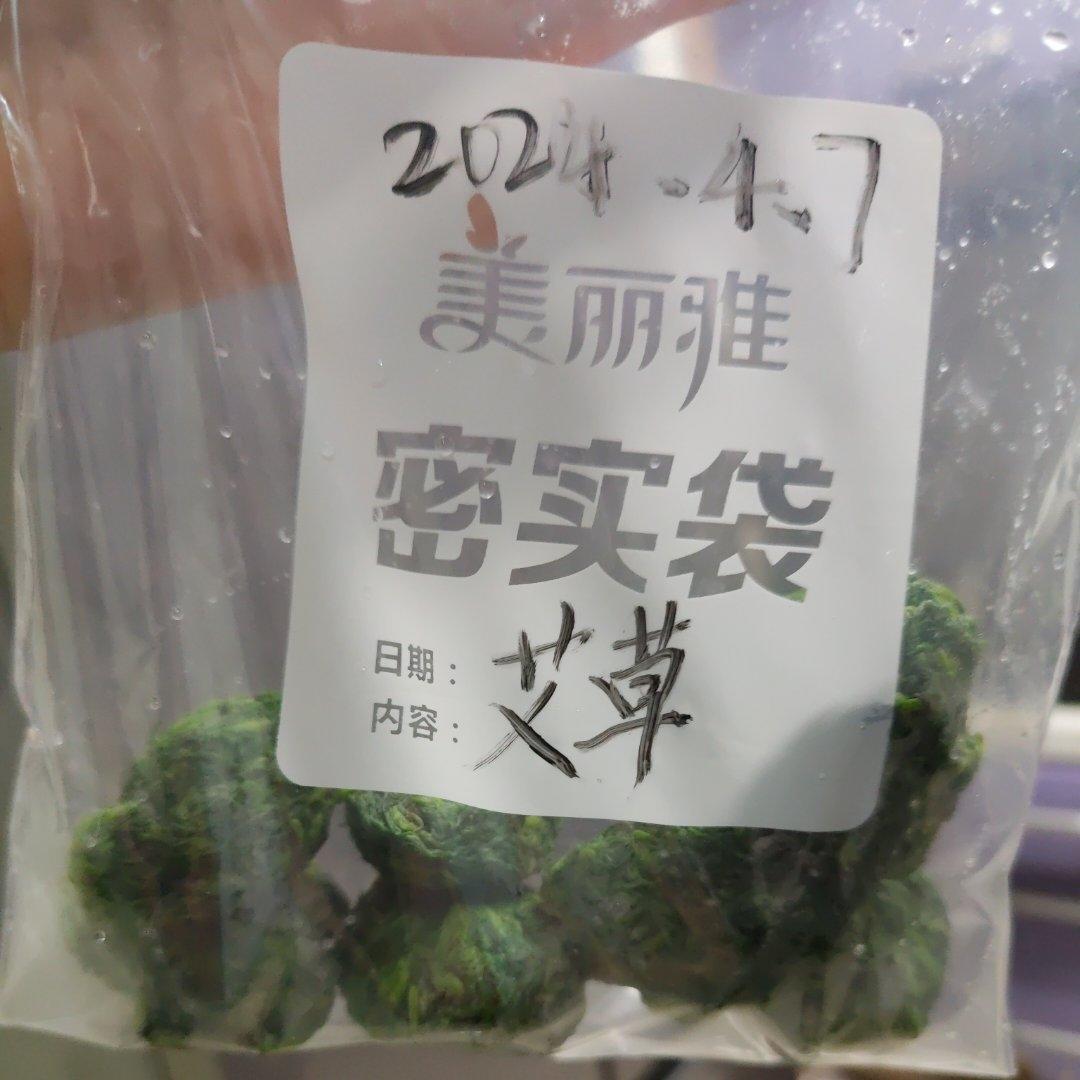 2024.4.7
美丽雅
密实袋
日期：
内容：艾草